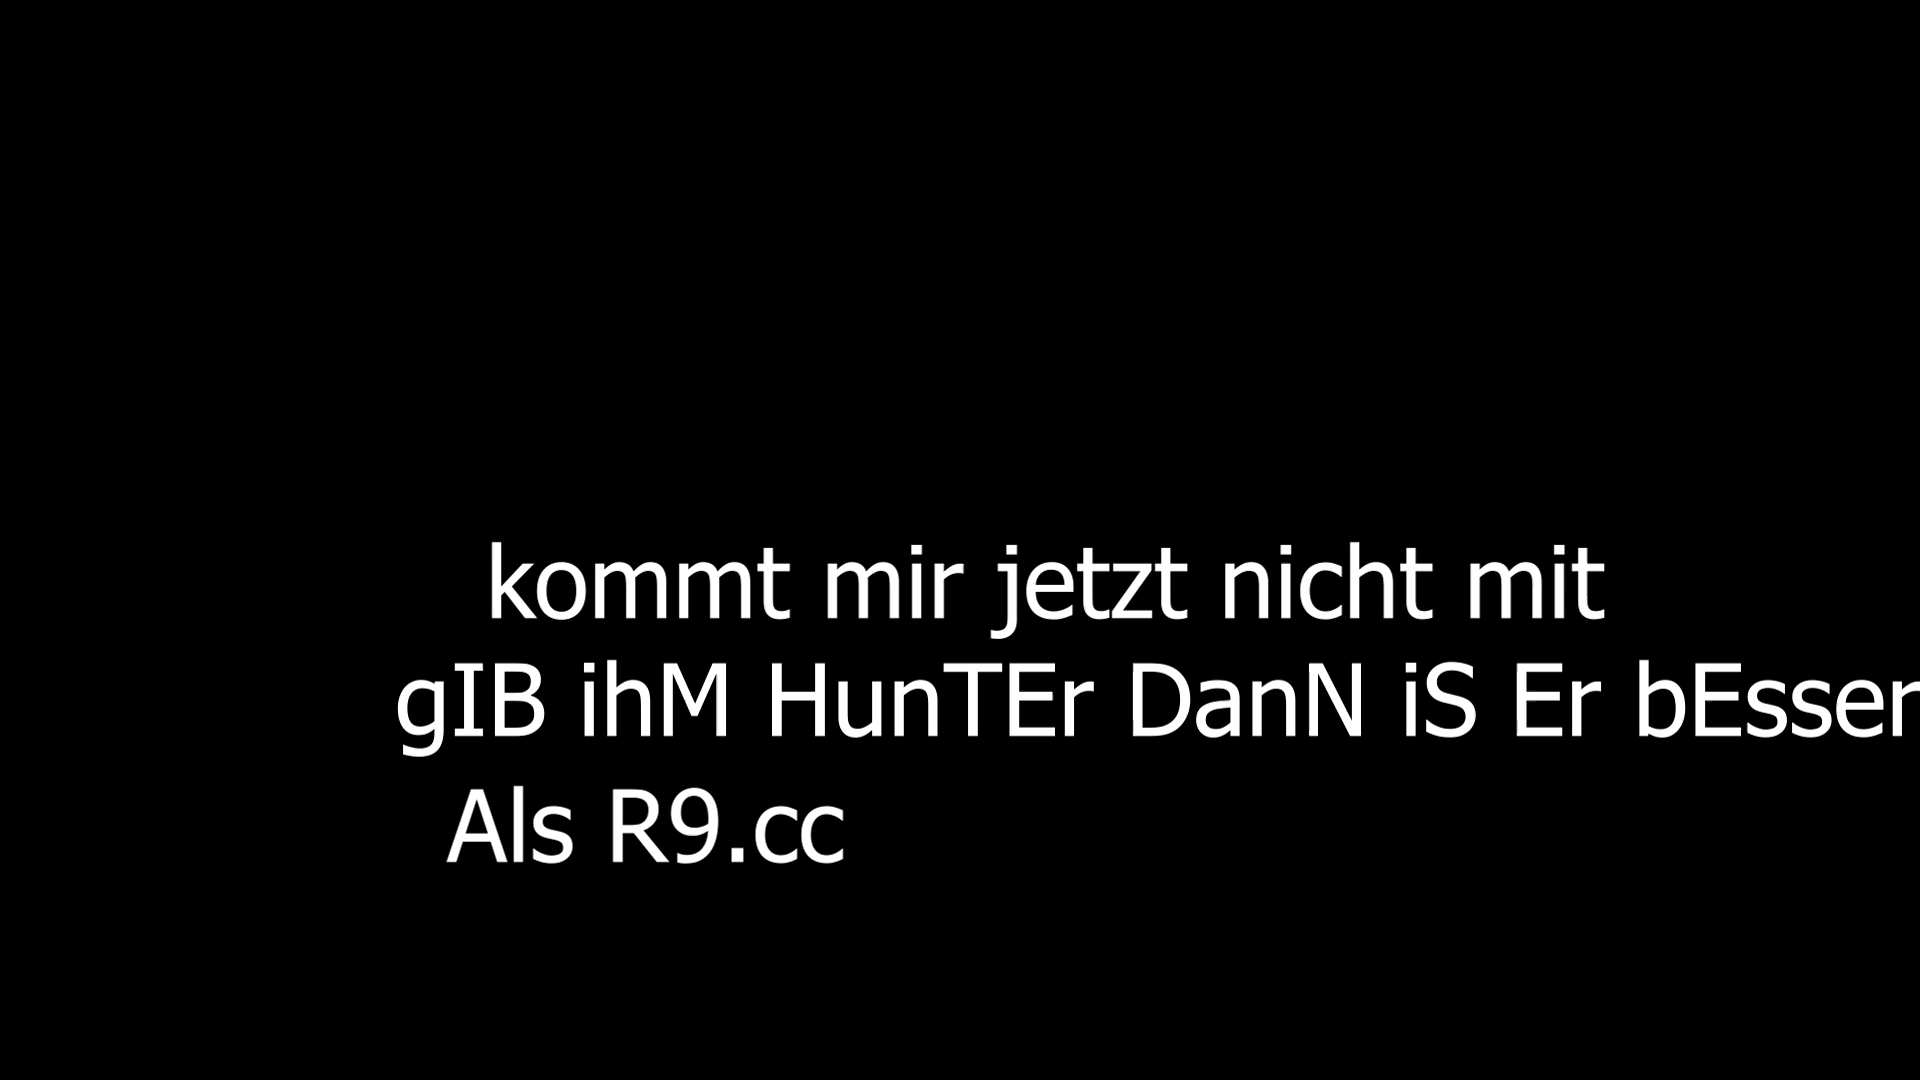 kommt mir jetzt nicht mit
gIB ihM HunTEr DanN iS Er bEsser
Als R9.cc